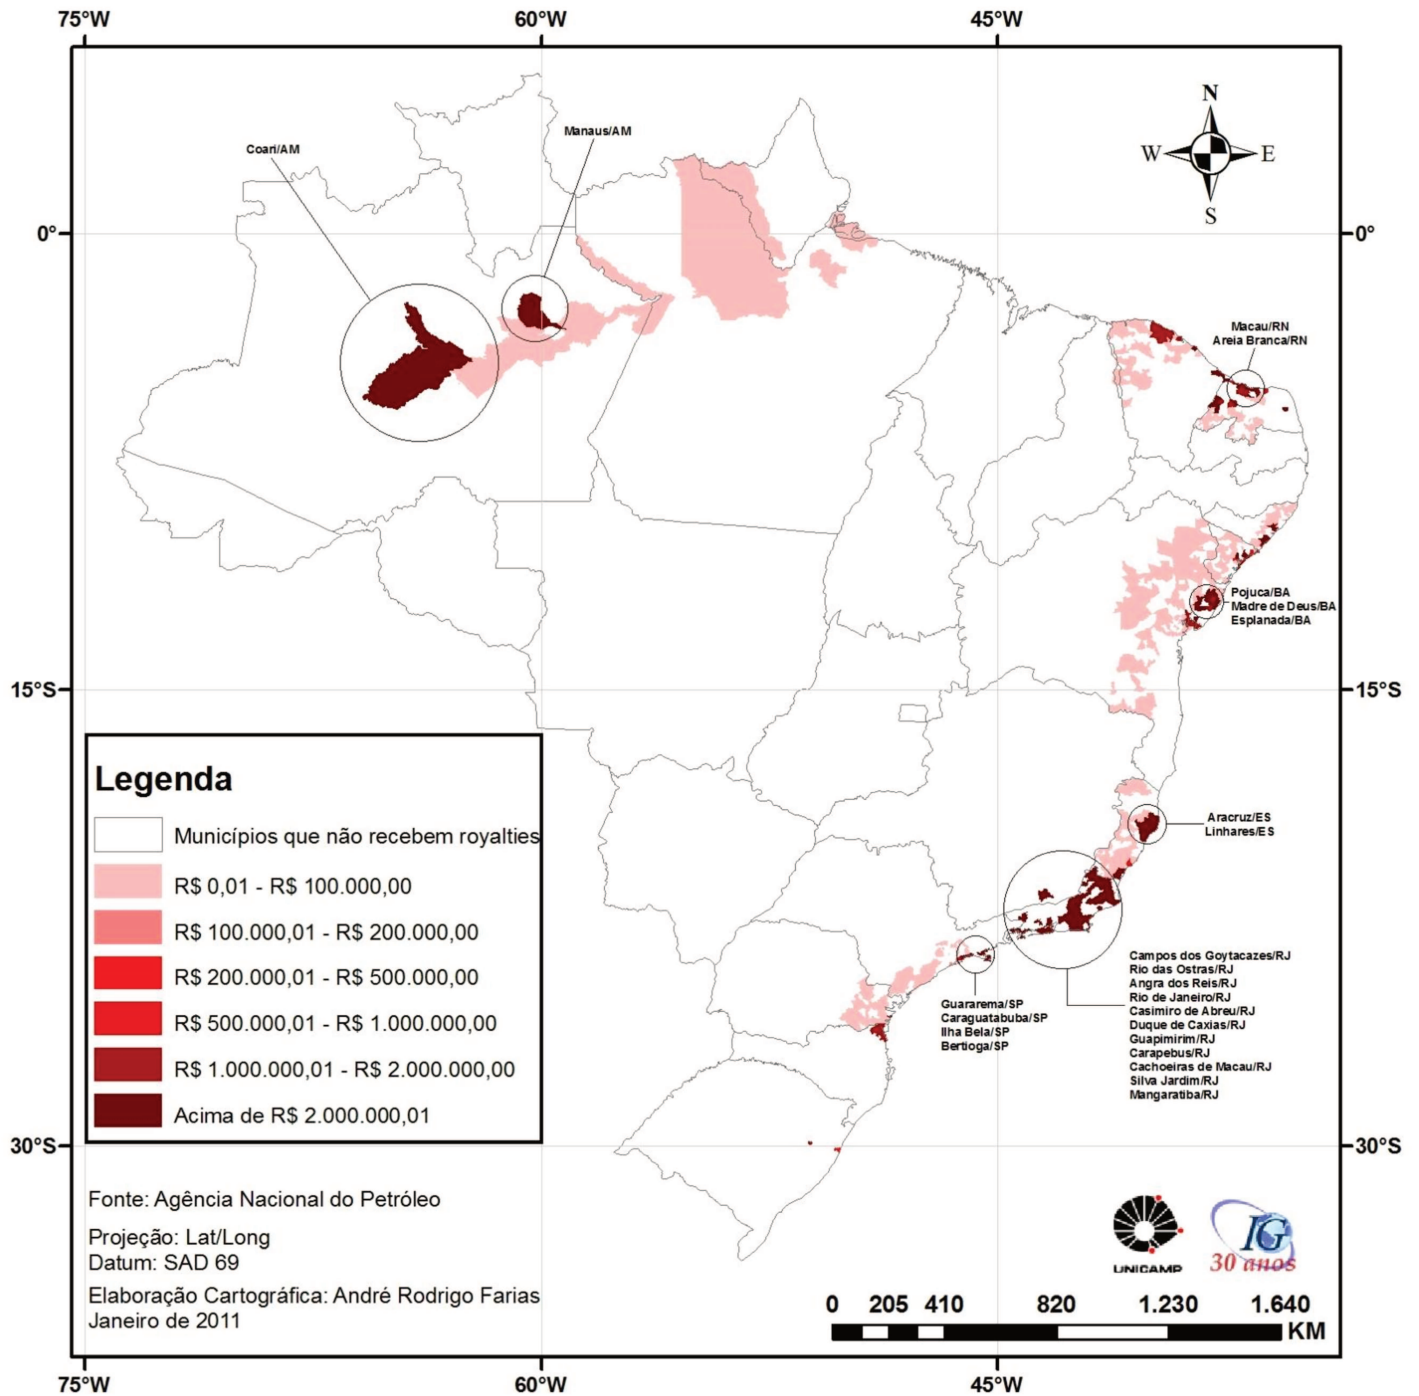 75°W
60°W
45°W
N
W
E
S
Coari/AM
Manaus/AM
0°
0°
Macau/RN
Areia Branca/RN
Pojuca/BA
Madre de Deus/BA
Esplanada/BA
15°S
15°S
Aracruz/ES
Linhares/ES
Campos dos Goytacazes/RJ
Rio das Ostras/RJ
Angra dos Reis/RJ
Rio de Janeiro/RJ
Casimiro de Abreu/RJ
Duque de Caxias/RJ
Guapimirim/RJ
Carapebus/RJ
Cachoeiras de Macau/RJ
Silva Jardim/RJ
Mangaratiba/RJ
Guararema/SP
Caraguatabuba/SP
Ilha Bela/SP
Bertioga/SP
Legenda
Municípios que não recebem royalties
R$ 0,01 - R$ 100.000,00
R$ 100.000,01 - R$ 200.000,00
R$ 200.000,01 - R$ 500.000,00
R$ 500.000,01 - R$ 1.000.000,00
R$ 1.000.000,01 - R$ 2.000.000,00
Acima de R$ 2.000.000,01
30°S
30°S
Fonte: Agência Nacional do Petróleo
Projeção: Lat/Long
Datum: SAD 69
Elaboração Cartográfica: André Rodrigo Farias
Janeiro de 2011
UNICAMP
IG
30 anos
0 205 410 820 1.230 1.640
KM
75°W
60°W
45°W